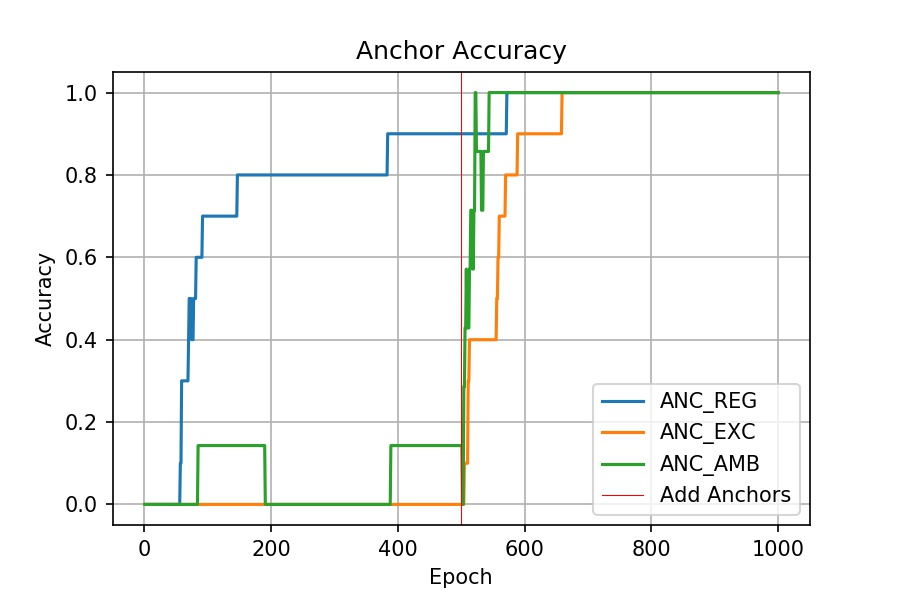 Anchor Accuracy
Accuracy
1.0
0.8
0.6
0.4
0.2
0.0
ANC_REG
ANC_EXC
ANC_AMB
Add Anchors
0 200 400 600 800 1000
Epoch